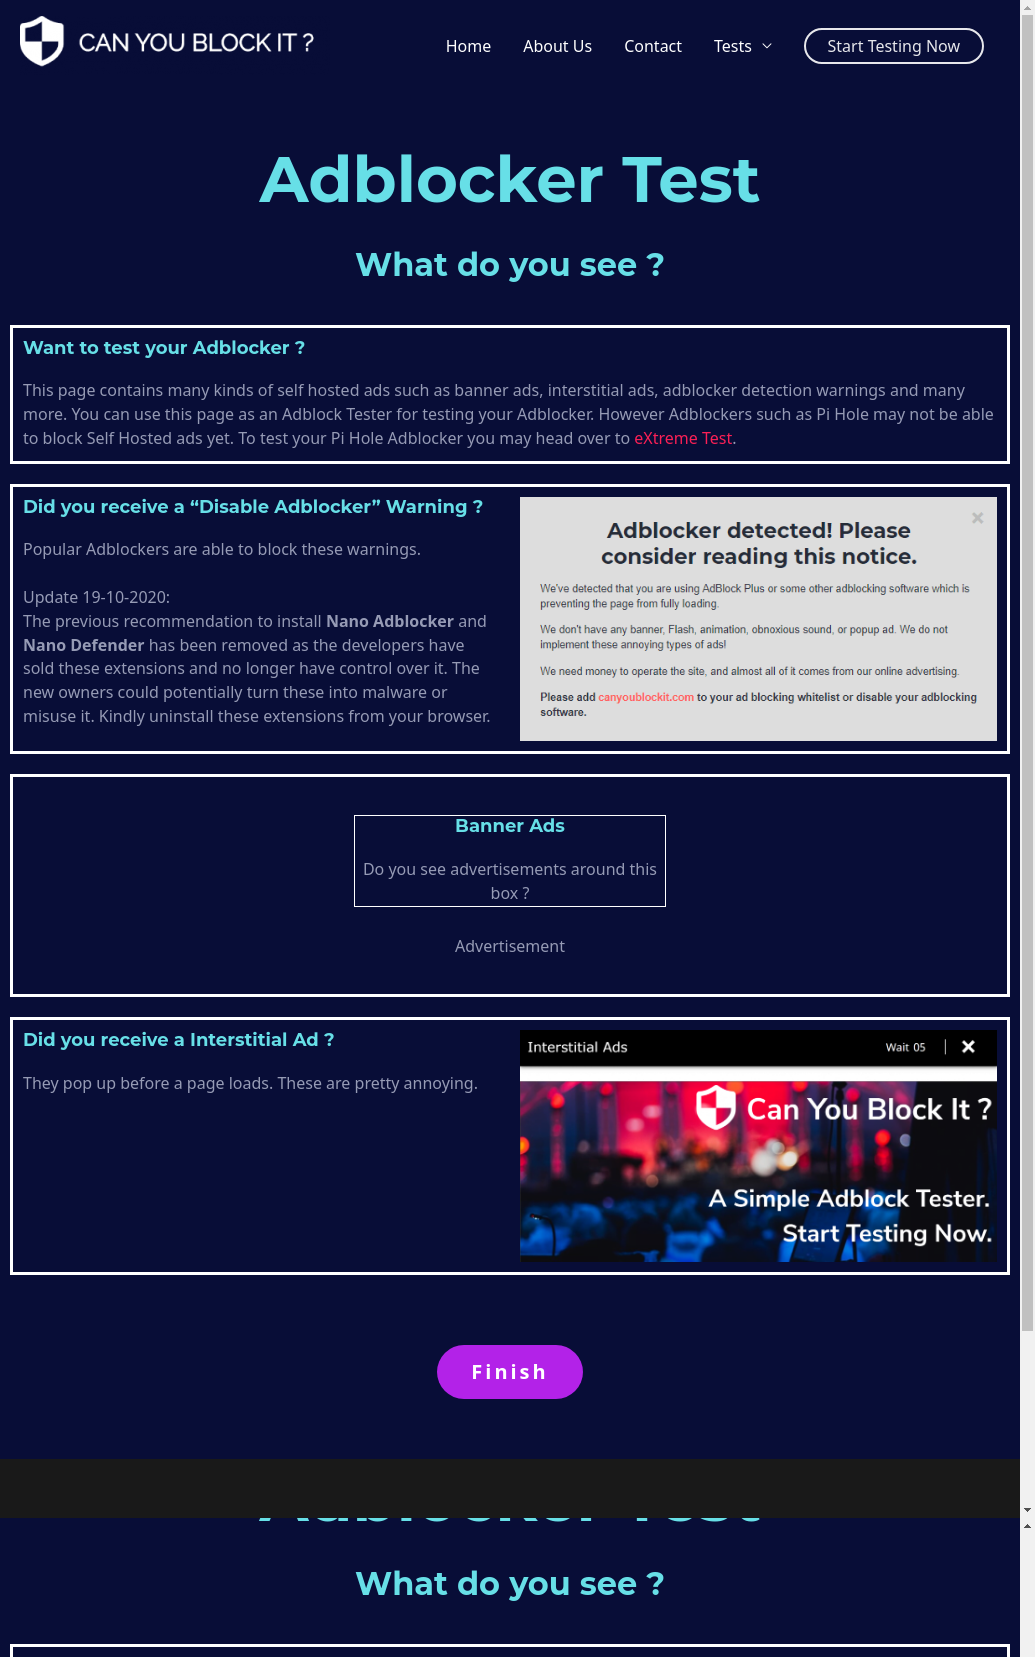 CAN YOU BLOCK IT ?
Home About Us Contact Tests Start Testing Now
Adblocker Test
What do you see ?
Want to test your Adblocker ?
This page contains many kinds of self hosted ads such as banner ads, interstitial ads, adblocker detection warnings and many
more. You can use this page as an Adblock Tester for testing your Adblocker. However Adblockers such as Pi Hole may not be able
to block Self Hosted ads yet. To test your Pi Hole Adblocker you may head over to eXtreme Test.
Did you receive a “Disable Adblocker” Warning ?
Popular Adblockers are able to block these warnings.
Update 19-10-2020:
The previous recommendation to install Nano Adblocker and
Nano Defender has been removed as the developers have
sold these extensions and no longer have control over it. The
new owners could potentially turn these into malware or
misuse it. Kindly uninstall these extensions from your browser.
Adblocker detected! Please
consider reading this notice.
We've detected that you are using AdBlock Plus or some other adblocking software which is
preventing the page from fully loading.
We don't have any banner, Flash, animation, obnoxious sound, or popup ad. We do not
implement these annoying types of ads!
We need money to operate the site, and almost all of it comes from our online advertising.
Please add canyoublockit.com to your ad blocking whitelist or disable your adblocking
software.
Banner Ads
Do you see advertisements around this
box ?
Advertisement
Did you receive a Interstitial Ad ?
They pop up before a page loads. These are pretty annoying.
Interstitial Ads Wait 05
Can You Block It ?
A Simple Adblock Tester.
Start Testing Now.
Finish
Adblocker Test
What do you see ?